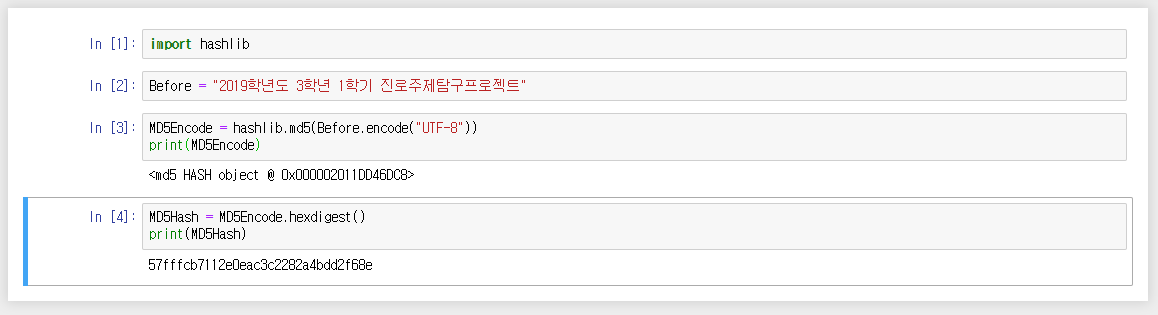 In [1]: import hashlib
In [2]: Before = "2019학년도 3학년 1학기 진로주제탐구프로젝트"
In [3]: MD5Encode = hashlib.md5(Before.encode("UTF-8"))
print(MD5Encode)
<md5 HASH object @ 0x000002011DD46DC8>
In [4]: MD5Hash = MD5Encode.hexdigest()
print(MD5Hash)
57fffcb7112e0eac3c2282a4bdd2f68e